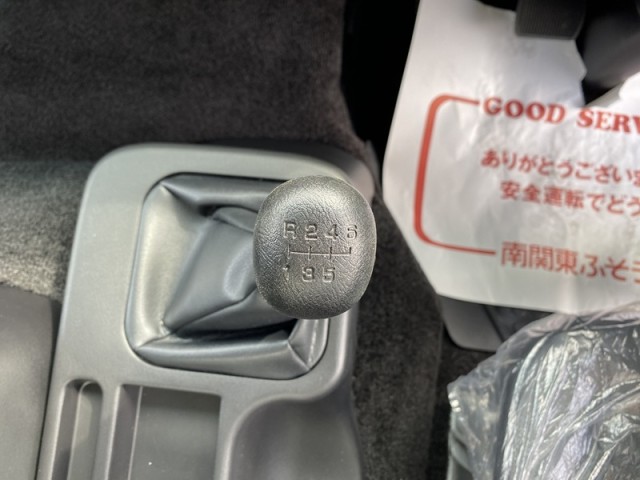 R 2 4 6
1 3 5
GOOD SERV
ありがとうござい
安全運転でどう
南関東ふそう